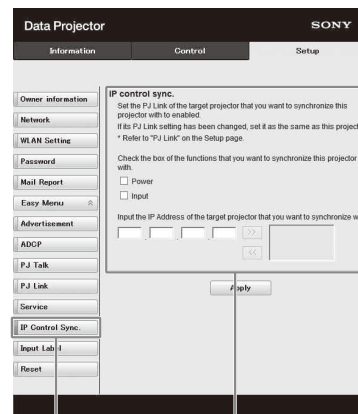 Data Projector
SONY
Information
Control
Setup
Owner information
Network
WLAN Setting
Password
Mail Report
Easy Menu
Advertisement
ADCP
PJ Talk
PJ Link
Service
IP Control Sync.
Input Label
Reset
IP control sync.
Set the PJ Link of the target projector that you want to synchronize this
projector with to enabled.
If its PJ Link setting has been changed, set it as the same as this project
* Refer to "PJ Link" on the Setup page.
Check the box of the functions that you want to synchronize this projector
with.
Power
Input
Input the IP Address of the target projector that you want to synchronize w
. . .
>>
<<
Apply